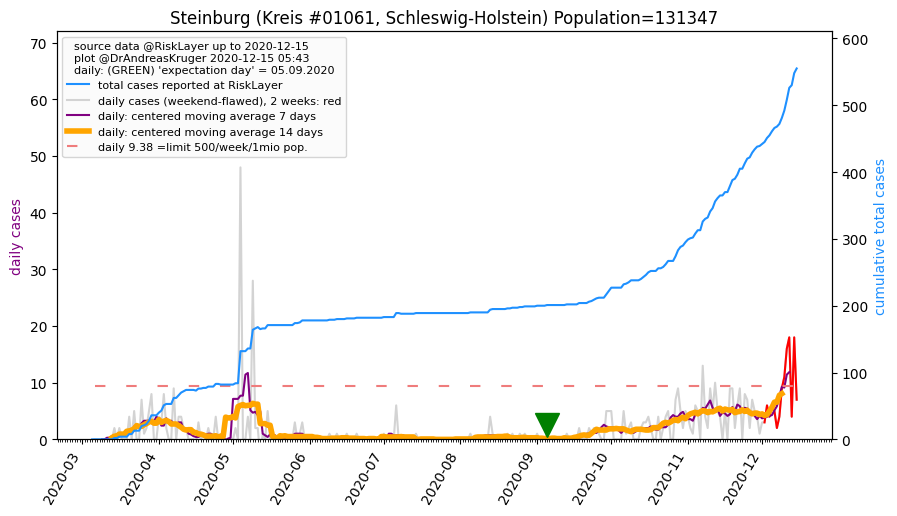 Steinburg (Kreis #01061, Schleswig-Holstein) Population=131347
source data @RiskLayer up to 2020-12-15
plot @DrAndreasKruger 2020-12-15 05:43
daily: (GREEN) 'expectation day' = 05.09.2020
total cases reported at RiskLayer
daily cases (weekend-flawed), 2 weeks: red
daily: centered moving average 7 days
daily: centered moving average 14 days
daily 9.38 =limit 500/week/1mio pop.
daily cases
70
60
50
40
30
20
10
0
cumulative total cases
600
500
400
300
200
100
0
2020-03
2020-04
2020-05
2020-06
2020-07
2020-08
2020-09
2020-10
2020-11
2020-12